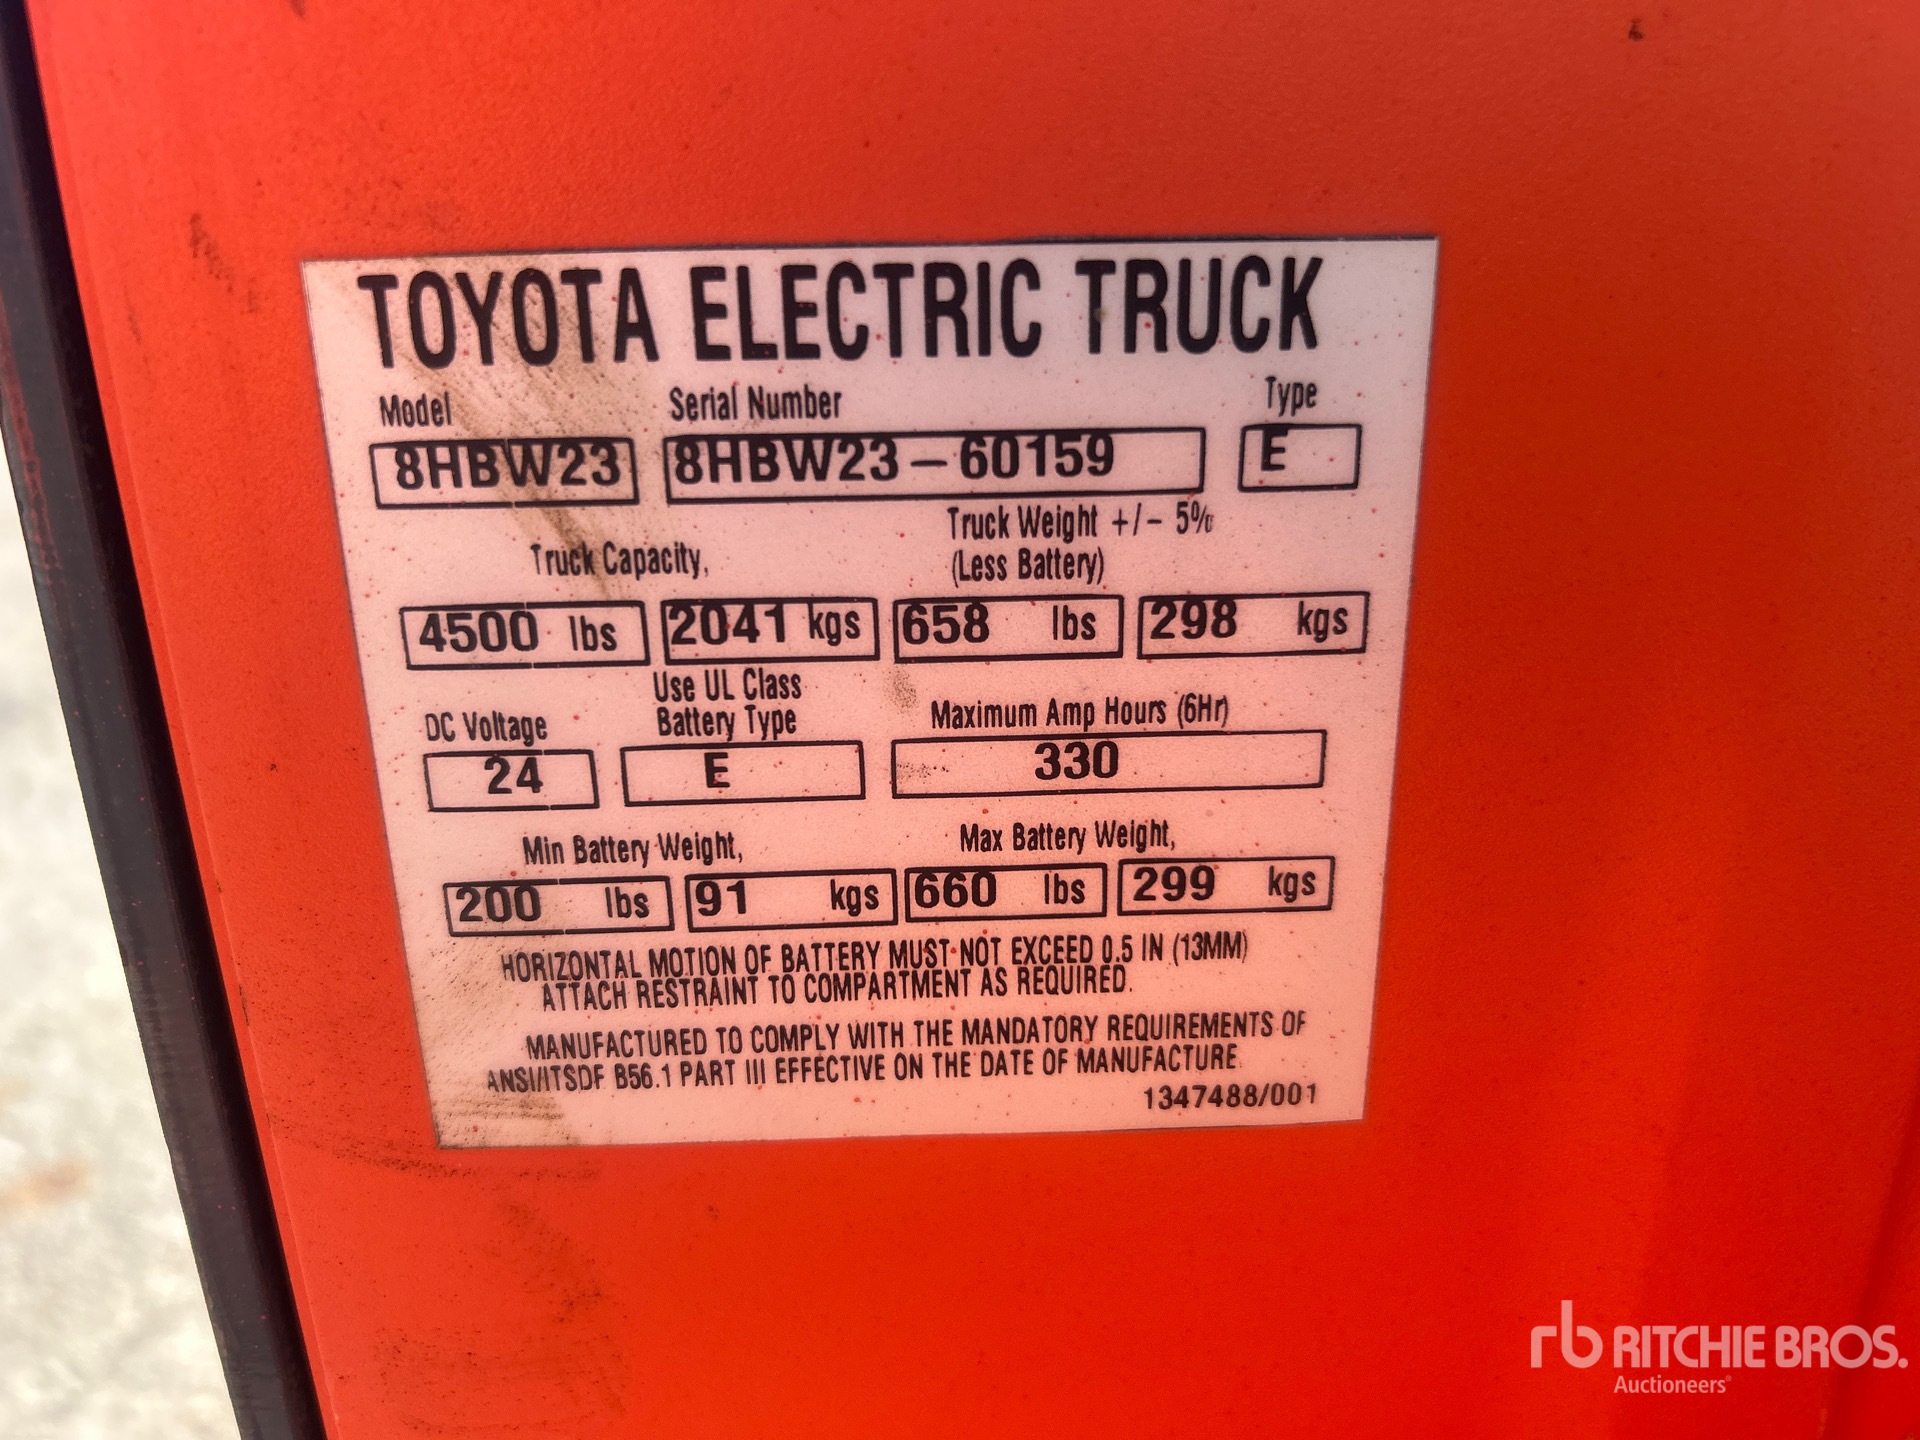 TOYOTA ELECTRIC TRUCK
Model Serial Number Type
8HBW23 8HBW23-60159 E
Truck Capacity, Truck Weight +/- 5%
(Less Battery)
4500 lbs 2041 kgs 658 lbs 298 kgs
DC Voltage Use UL Class Battery Type Maximum Amp Hours (6Hr)
24 E 330
Min Battery Weight, Max Battery Weight,
200 lbs 91 kgs 660 lbs 299 kgs
HORIZONTAL MOTION OF BATTERY MUST NOT EXCEED 0.5 IN (13MM)
ATTACH RESTRAINT TO COMPARTMENT AS REQUIRED.
MANUFACTURED TO COMPLY WITH THE MANDATORY REQUIREMENTS OF
ANSI/ITSDF B56.1 PART III EFFECTIVE ON THE DATE OF MANUFACTURE
1347488/001
rb RITCHIE BROS.
Auctioneers